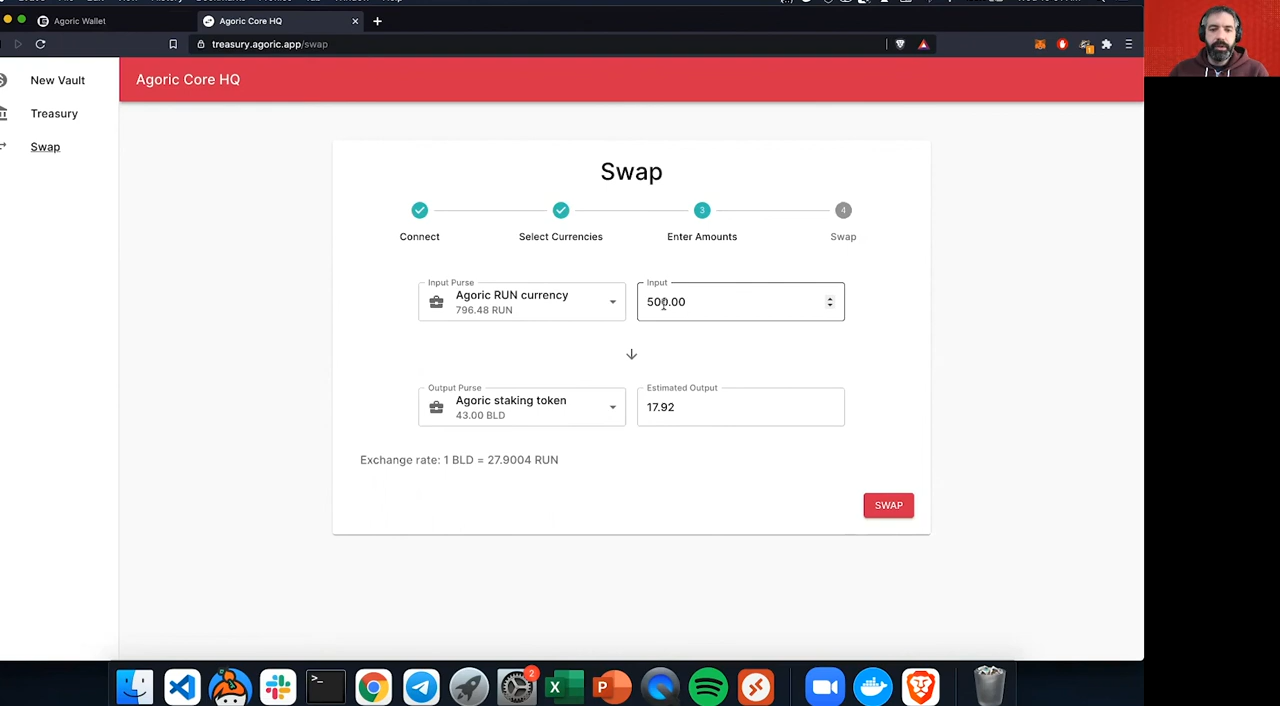 Agoric Wallet
Agoric Core HQ
treasury.agoric.app/swap
New Vault
Agoric Core HQ
Treasury
Swap
Swap
3
4
Connect
Select Currencies
Enter Amounts
Swap
Input Purse
Agoric RUN currency
796.48 RUN
Input
500.00
Output Purse
Agoric staking token
43.00 BLD
Estimated Output
17.92
Exchange rate: 1 BLD = 27.9004 RUN
SWAP
2